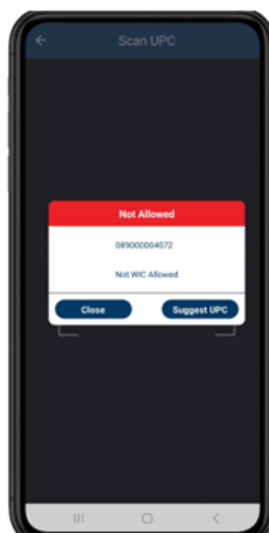 Scan UPC
Not Allowed
089000004072
Not WIC Allowed
Close
Suggest UPC